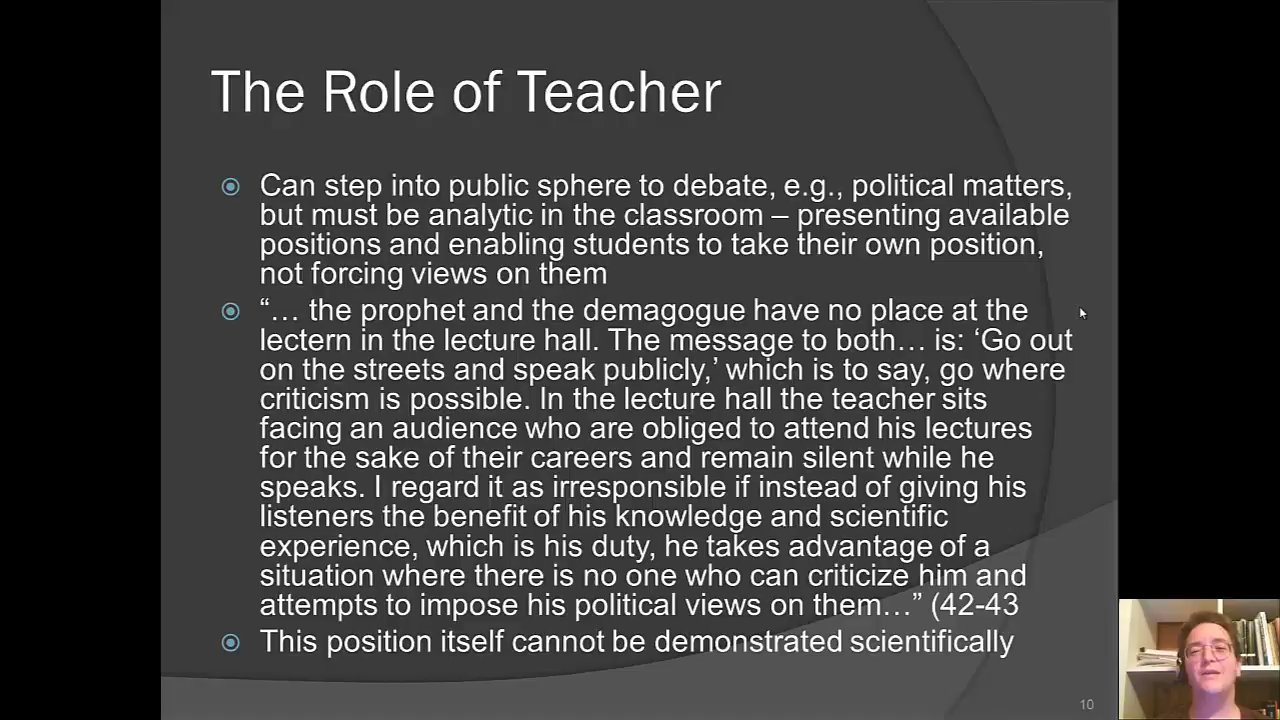 The Role of Teacher
Can step into public sphere to debate, e.g., political matters,
but must be analytic in the classroom – presenting available
positions and enabling students to take their own position,
not forcing views on them
“… the prophet and the demagogue have no place at the
lectern in the lecture hall. The message to both… is: ‘Go out
on the streets and speak publicly,’ which is to say, go where
criticism is possible. In the lecture hall the teacher sits
facing an audience who are obliged to attend his lectures
for the sake of their careers and remain silent while he
speaks. I regard it as irresponsible if instead of giving his
listeners the benefit of his knowledge and scientific
experience, which is his duty, he takes advantage of a
situation where there is no one who can criticize him and
attempts to impose his political views on them…” (42-43
This position itself cannot be demonstrated scientifically
10